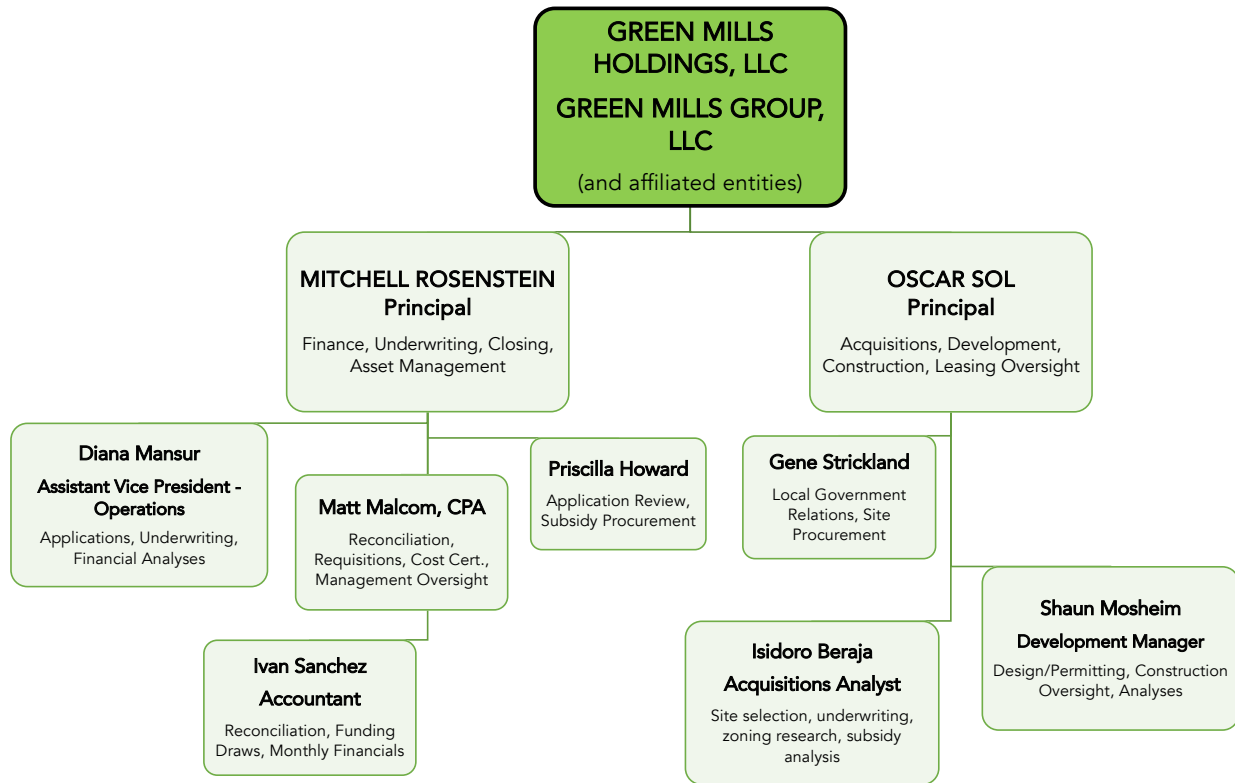 GREEN MILLS
HOLDINGS, LLC
GREEN MILLS GROUP,
LLC
(and affiliated entities)
MITCHELL ROSENSTEIN
Principal
Finance, Underwriting, Closing,
Asset Management
OSCAR SOL
Principal
Acquisitions, Development,
Construction, Leasing Oversight
Diana Mansur
Assistant Vice President -
Operations
Applications, Underwriting,
Financial Analyses
Matt Malcom, CPA
Reconciliation,
Requisitions, Cost Cert.,
Management Oversight
Priscilla Howard
Application Review,
Subsidy Procurement
Gene Strickland
Local Government
Relations, Site
Procurement
Shaun Mosheim
Development Manager
Design/Permitting, Construction
Oversight, Analyses
Ivan Sanchez
Accountant
Reconciliation, Funding
Draws, Monthly Financials
Isidoro Beraja
Acquisitions Analyst
Site selection, underwriting,
zoning research, subsidy
analysis